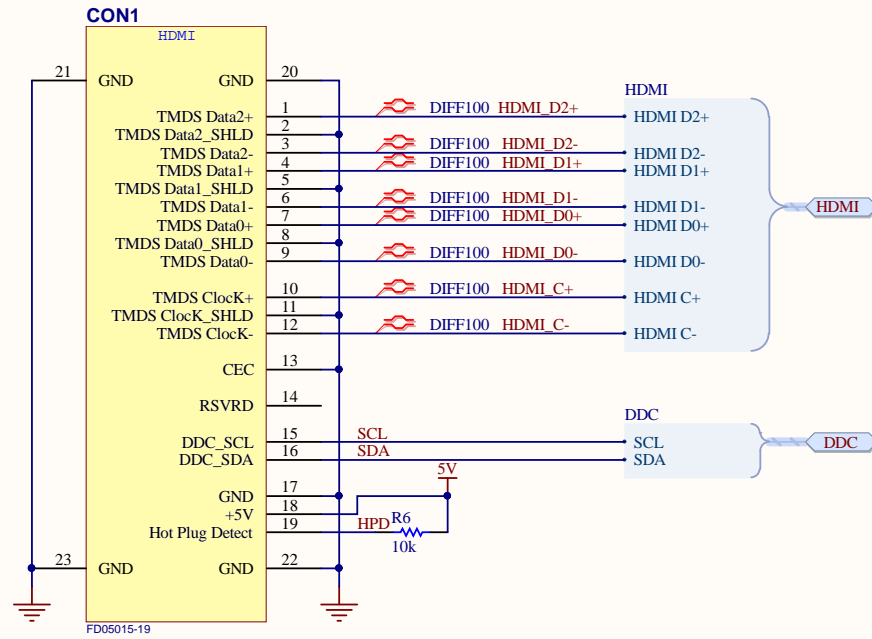 CON1
HDMI
21 GND GND 20
HDMI
TMDS Data2+ 1 DIFF100 HDMI_D2+ HDMI D2+
TMDS Data2_SHLD 2
TMDS Data2- 3 DIFF100 HDMI_D2- HDMI D2-
TMDS Data1+ 4 DIFF100 HDMI_D1+ HDMI D1+
TMDS Data1_SHLD 5
TMDS Data1- 6 DIFF100 HDMI_D1- HDMI D1- HDMI
TMDS Data0+ 7 DIFF100 HDMI_D0+ HDMI D0+
TMDS Data0_SHLD 8
TMDS Data0- 9 DIFF100 HDMI_D0- HDMI D0-
TMDS ClocK+ 10 DIFF100 HDMI_C+ HDMI C+
TMDS ClocK_SHLD 11
TMDS ClocK- 12 DIFF100 HDMI_C- HDMI C-
CEC 13
RSVRD 14
DDC
DDC_SCL 15 SCL SCL DDC
DDC_SDA 16 SDA SDA
5V
GND 17
+5V 18
Hot Plug Detect 19 HPD R6
10k
23 GND GND 22
FD05015-19